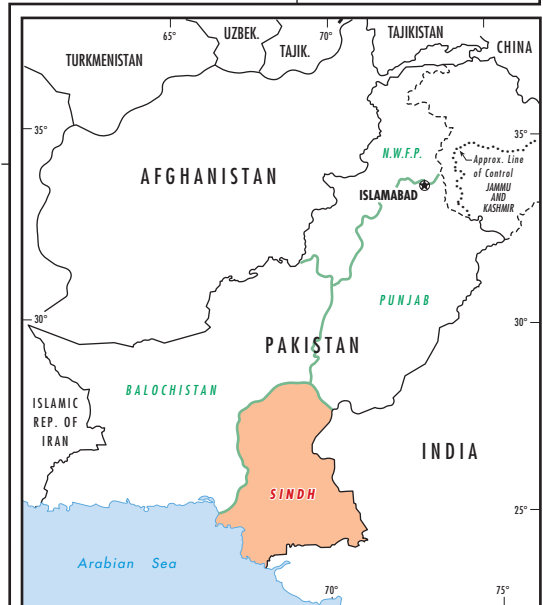 65°
70°
UZBEK.
TAJIK.
TAJIKISTAN
CHINA
TURKMENISTAN
35°
35°
N.W.F.P.
Approx. Line
of Control
JAMMU
AND
KASHMIR
AFGHANISTAN
ISLAMABAD
PUNJAB
30°
30°
PAKISTAN
BALOCHISTAN
ISLAMIC
REP. OF
IRAN
INDIA
SINDH
25°
Arabian Sea
70°
75°